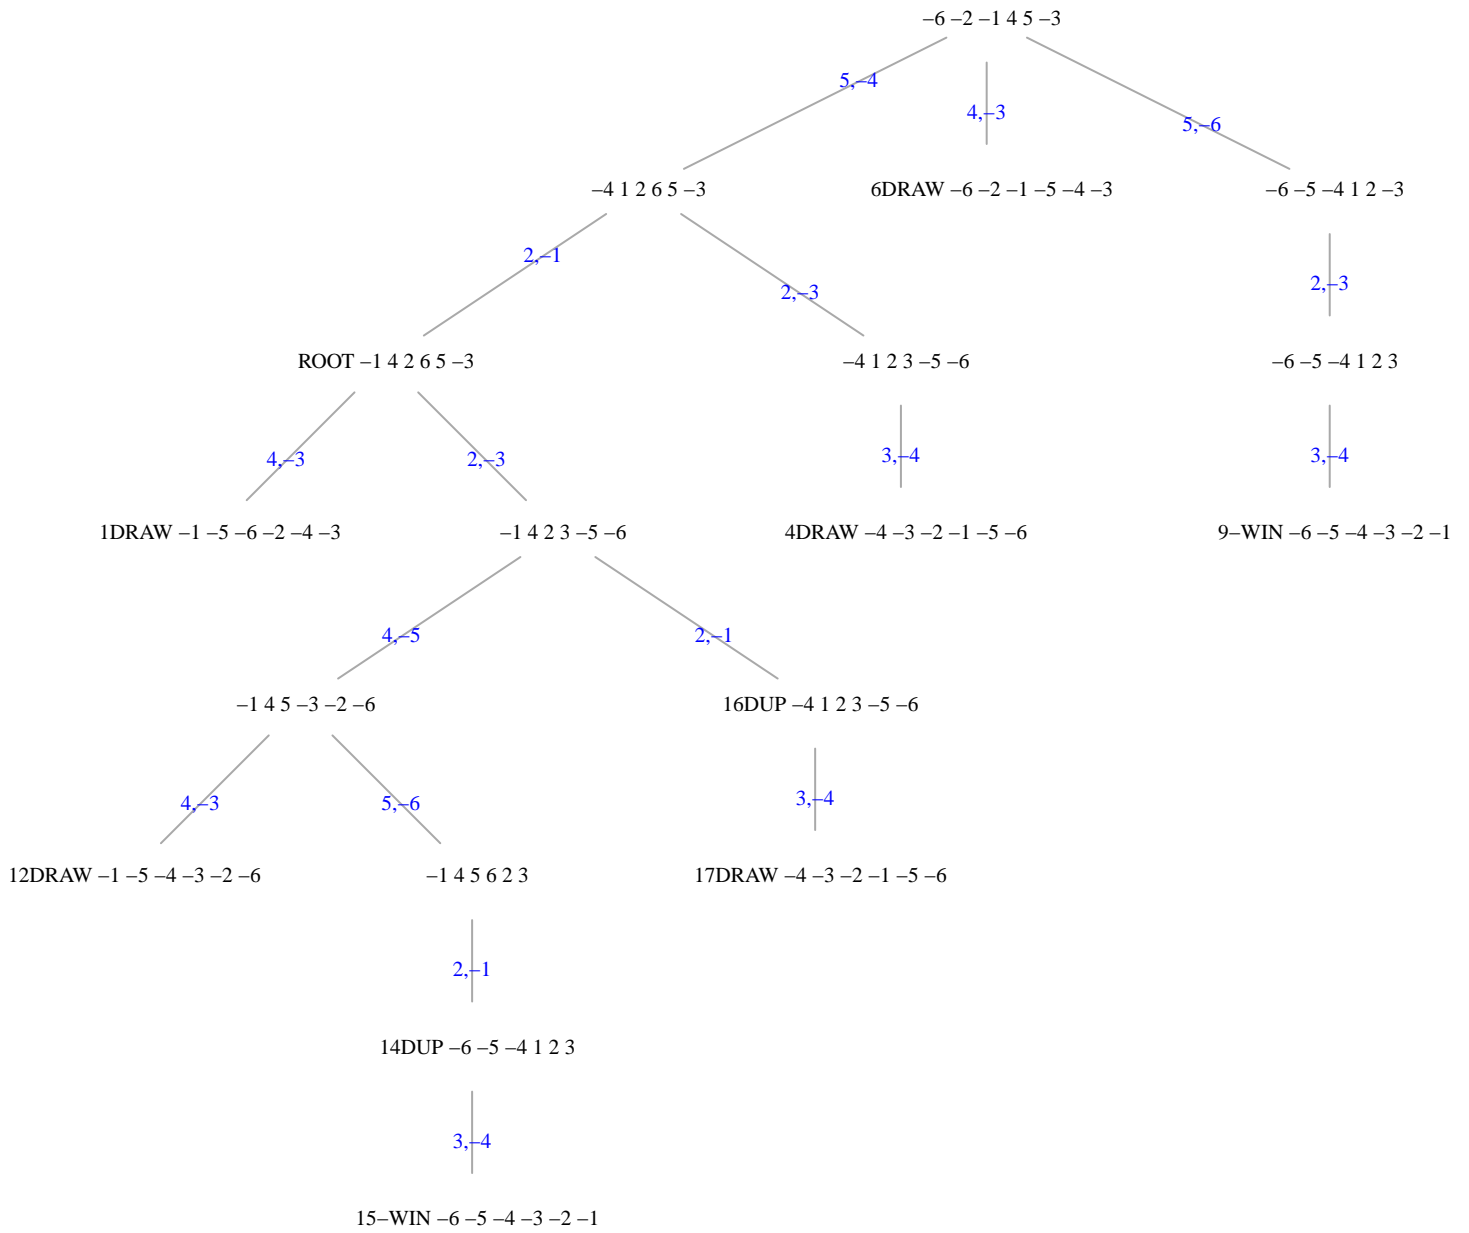 –6 –2 –1 4 5 –3
5,–4
4,–3
5,–6
–4 1 2 6 5 –3
6DRAW –6 –2 –1 –5 –4 –3
–6 –5 –4 1 2 –3
2,–1
2,–3
2,–3
ROOT –1 4 2 6 5 –3
–4 1 2 3 –5 –6
–6 –5 –4 1 2 3
4,–3
2,–3
3,–4
3,–4
1DRAW –1 –5 –6 –2 –4 –3
–1 4 2 3 –5 –6
4DRAW –4 –3 –2 –1 –5 –6
9–WIN –6 –5 –4 –3 –2 –1
4,–5
2,–1
–1 4 5 –3 –2 –6
16DUP –4 1 2 3 –5 –6
4,–3
5,–6
3,–4
12DRAW –1 –5 –4 –3 –2 –6
–1 4 5 6 2 3
17DRAW –4 –3 –2 –1 –5 –6
2,–1
14DUP –6 –5 –4 1 2 3
3,–4
15–WIN –6 –5 –4 –3 –2 –1